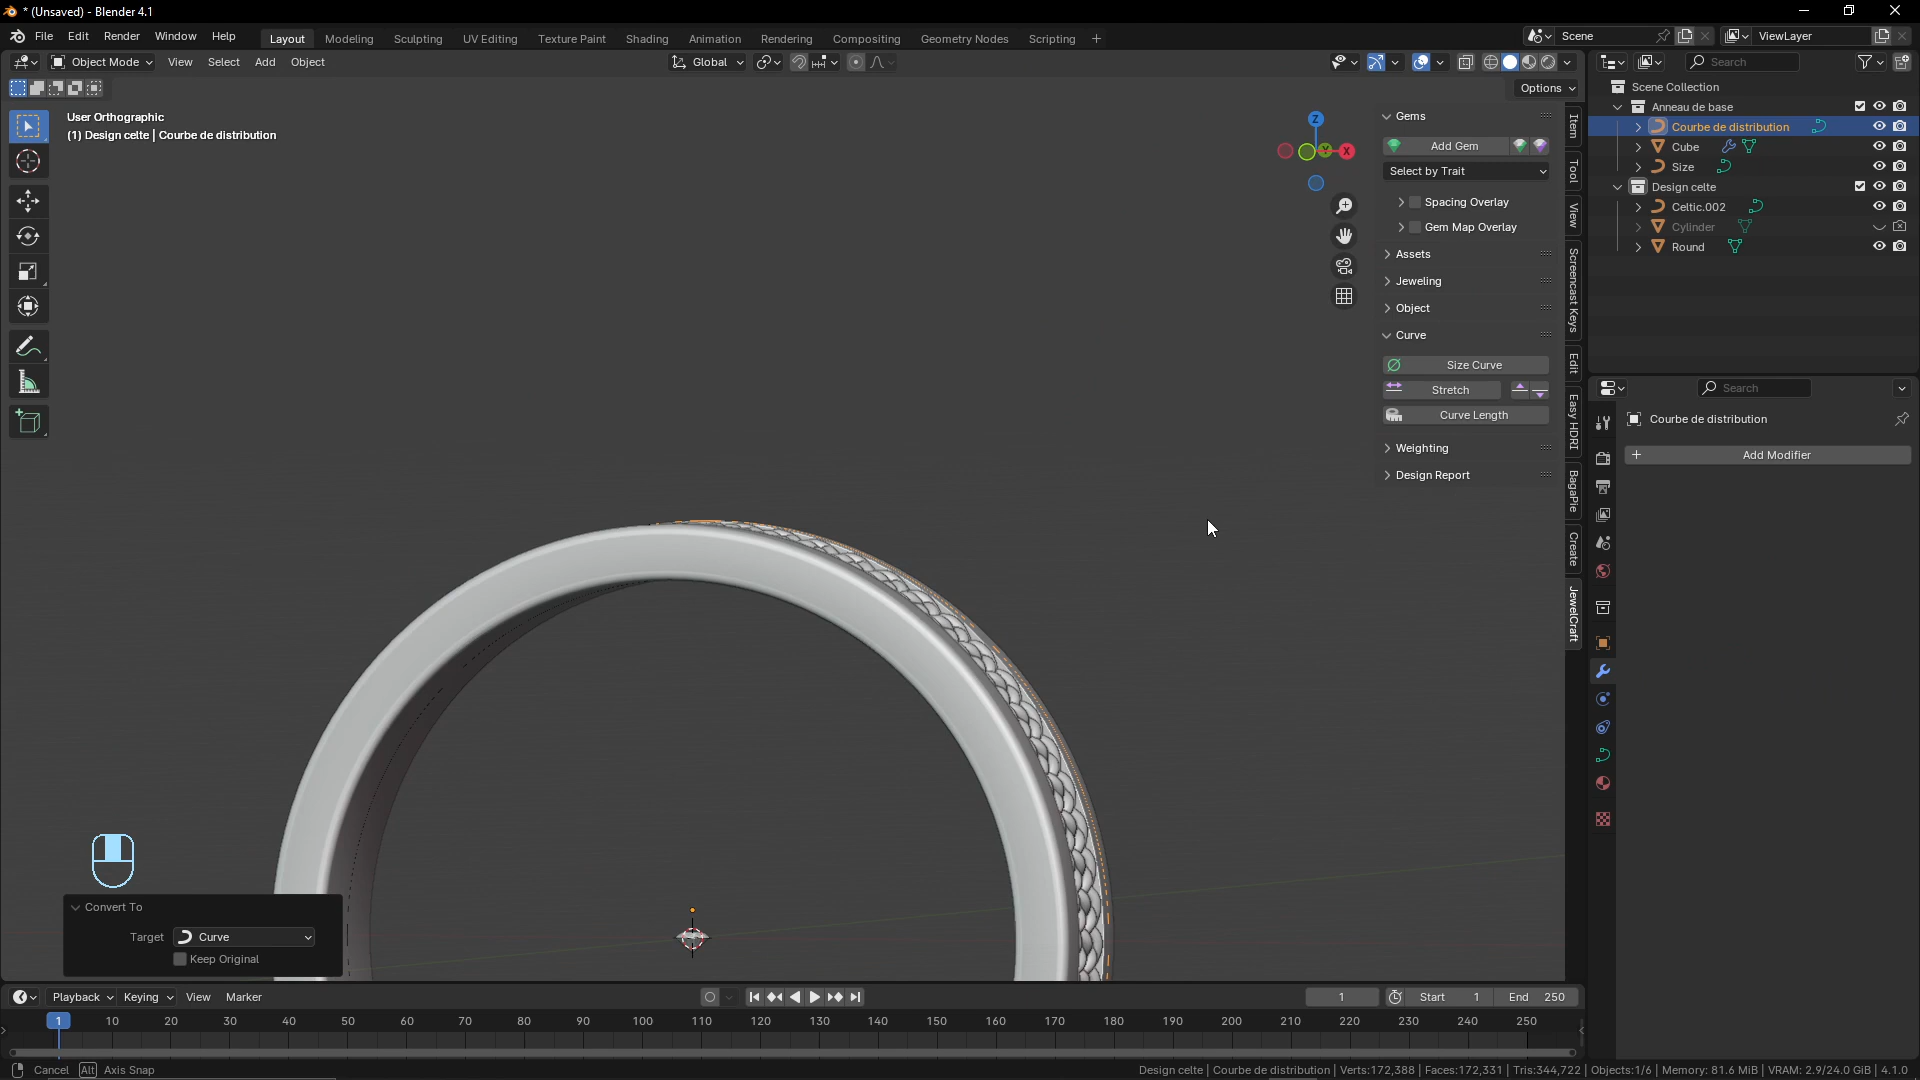 * (Unsaved) - Blender 4.1
File Edit Render Window Help
Layout Modeling Sculpting UV Editing Texture Paint Shading Animation Rendering Compositing Geometry Nodes Scripting +
Scene
ViewLayer
Object Mode View Select Add Object
Global
Options
Search
User Orthographic
(1) Design celte | Courbe de distribution
Z
Y
X
Gems
Add Gem
Select by Trait
Spacing Overlay
Gem Map Overlay
Assets
Jeweling
Object
Curve
Size Curve
Stretch
Curve Length
Weighting
Design Report
Item
Tool
View
Screencast Keys
Edit
Easy HDRI
BagaPie
Create
JewelCraft
Scene Collection
Anneau de base
Courbe de distribution
Cube
Size
Design celte
Celtic.002
Cylinder
Round
Search
Courbe de distribution
Add Modifier
Convert To
Target Curve
Keep Original
Playback Keying View Marker
1
Start 1
End 250
1 10 20 30 40 50 60 70 80 90 100 110 120 130 140 150 160 170 180 190 200 210 220 230 240 250
Cancel Alt Axis Snap
Design celte | Courbe de distribution | Verts:172,388 | Faces:172,331 | Tris:344,722 | Objects:1/6 | Memory: 81.6 MiB | VRAM: 2.9/24.0 GiB | 4.1.0